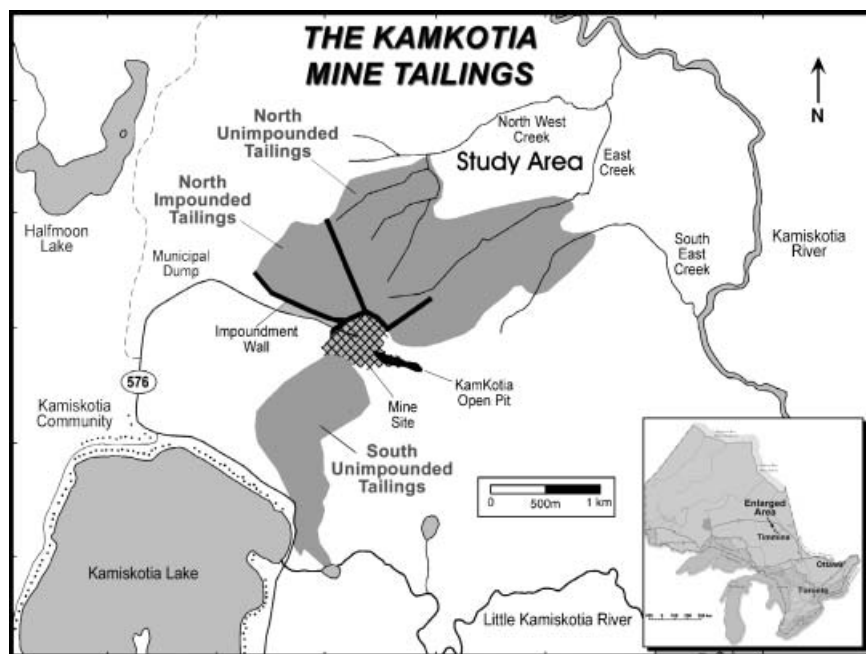 THE KAMKOTIA
MINE TAILINGS
N
North
Unimpounded
Tailings
North West
Creek
Study Area
East
Creek
North
Impounded
Tailings
Halfmoon
Lake
Municipal
Dump
South
East
Creek
Kamiskotia
River
Impoundment
Wall
576
KamKotia
Open Pit
Mine
Site
Kamiskotia
Community
South
Unimpounded
Tailings
0 500m 1 km
Enlarged
Area
Timmins
Ottawa
Toronto
Kamiskotia Lake
Little Kamiskotia River